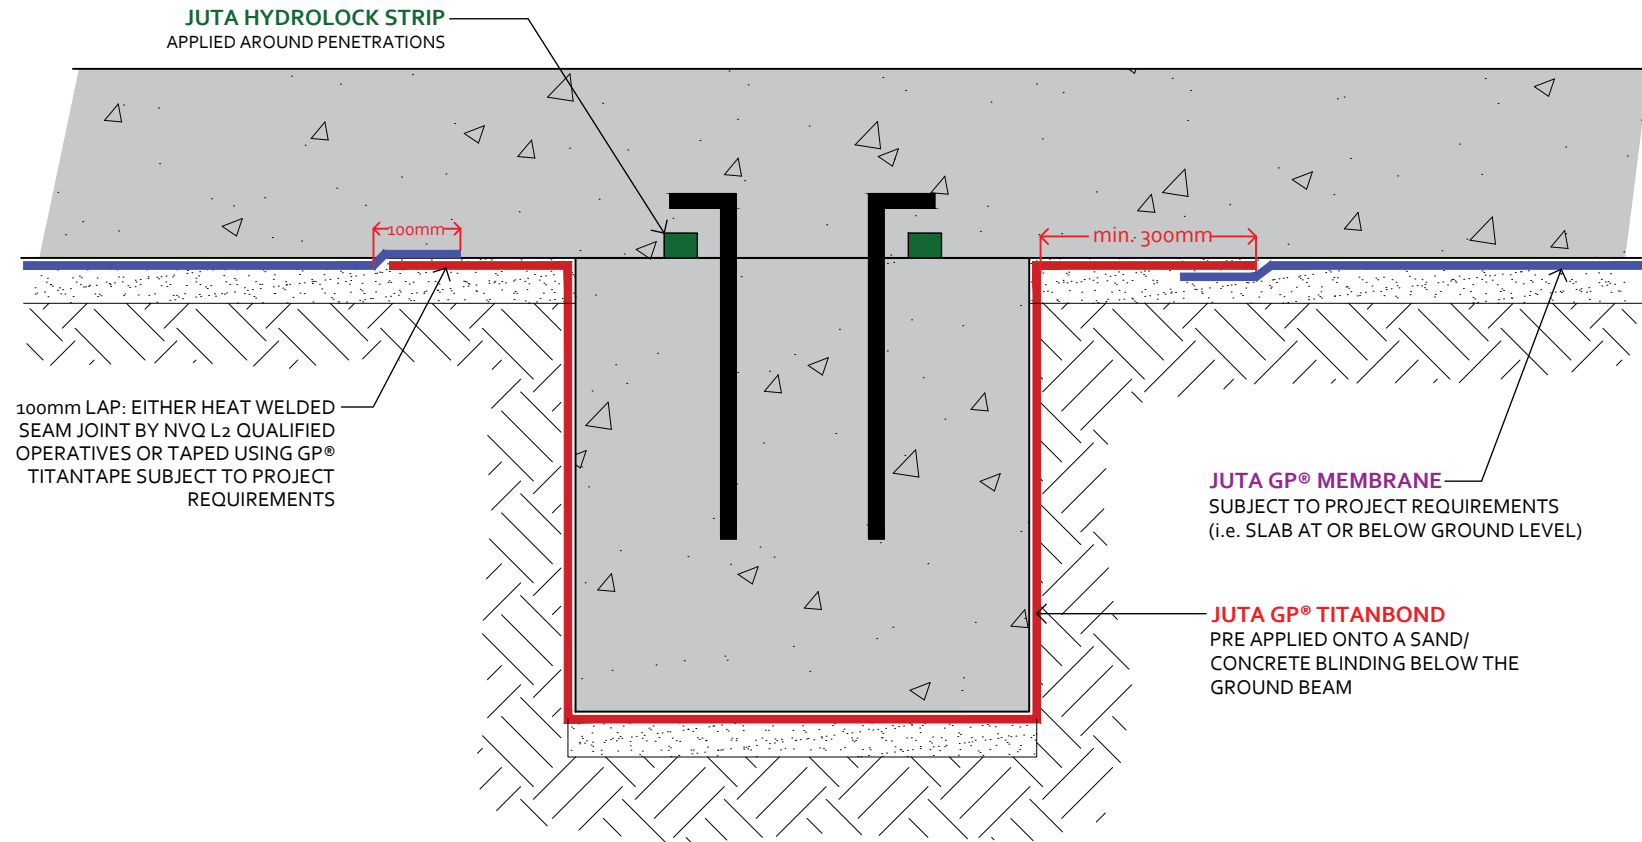 JUTA HYDROLOCK STRIP
APPLIED AROUND PENETRATIONS
100mm
min. 300mm
100mm LAP: EITHER HEAT WELDED
SEAM JOINT BY NVQ L2 QUALIFIED
OPERATIVES OR TAPED USING GP®
TITANTAPE SUBJECT TO PROJECT
REQUIREMENTS
JUTA GP® MEMBRANE
SUBJECT TO PROJECT REQUIREMENTS
(i.e. SLAB AT OR BELOW GROUND LEVEL)
JUTA GP® TITANBOND
PRE APPLIED ONTO A SAND/
CONCRETE BLINDING BELOW THE
GROUND BEAM